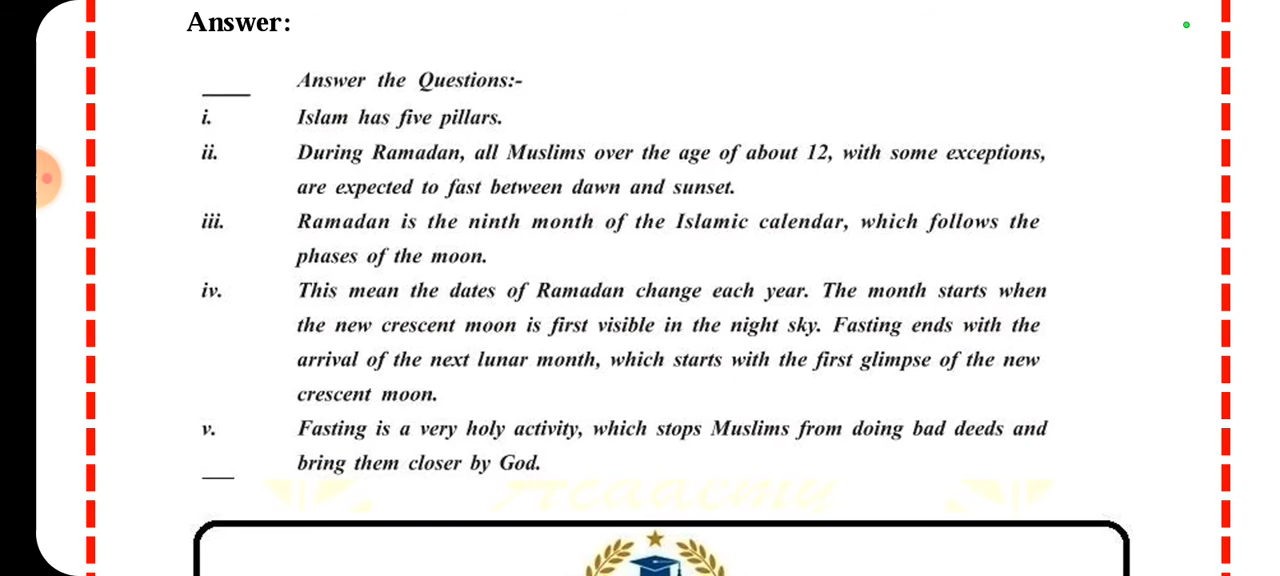 Answer:
Answer the Questions:-
i. Islam has five pillars.
ii. During Ramadan, all Muslims over the age of about 12, with some exceptions,
are expected to fast between dawn and sunset.
iii. Ramadan is the ninth month of the Islamic calendar, which follows the
phases of the moon.
iv. This mean the dates of Ramadan change each year. The month starts when
the new crescent moon is first visible in the night sky. Fasting ends with the
arrival of the next lunar month, which starts with the first glimpse of the new
crescent moon.
v. Fasting is a very holy activity, which stops Muslims from doing bad deeds and
bring them closer by God.
Academy